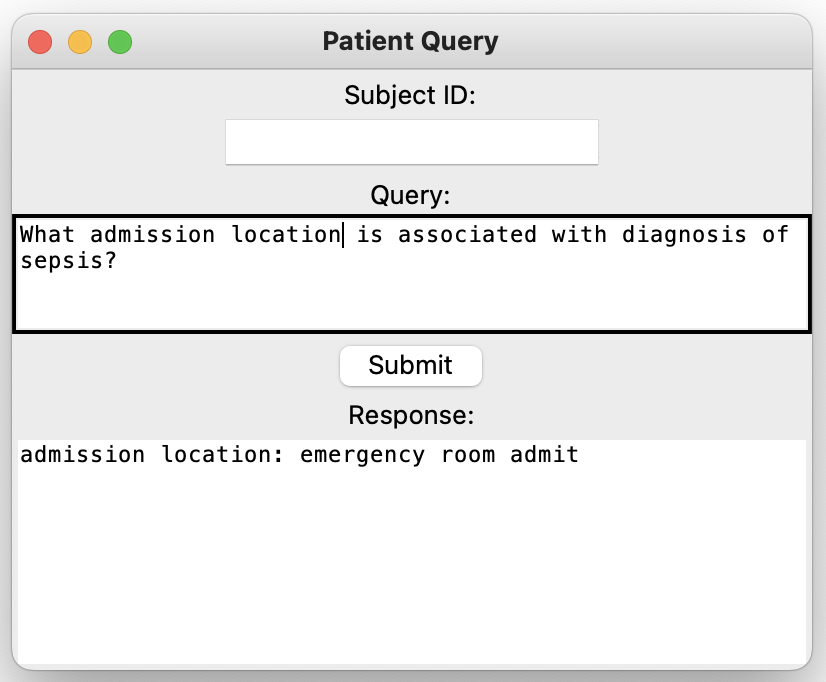 Patient Query
Subject ID:
Query:
What admission location is associated with diagnosis of
sepsis?
Submit
Response:
admission location: emergency room admit